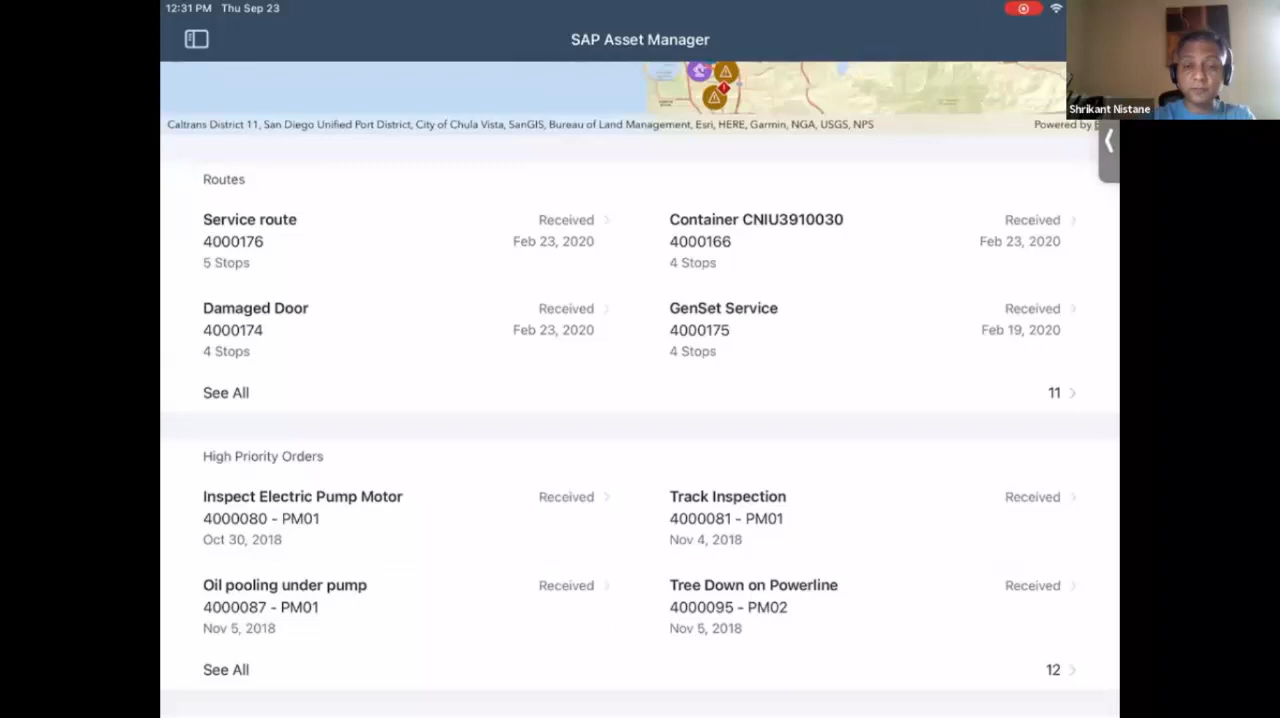 12:31 PM Thu Sep 23
SAP Asset Manager
Shrikant Nistane
Caltrans District 11, San Diego Unified Port District, City of Chula Vista, SanGIS, Bureau of Land Management, Esri, HERE, Garmin, NGA, USGS, NPS
Powered by
Routes
Service route Received
4000176 Feb 23, 2020
5 Stops
Container CNIU3910030 Received
4000166 Feb 23, 2020
4 Stops
Damaged Door Received
4000174 Feb 23, 2020
4 Stops
GenSet Service Received
4000175 Feb 19, 2020
4 Stops
See All 11
High Priority Orders
Inspect Electric Pump Motor Received
4000080 - PM01
Oct 30, 2018
Track Inspection Received
4000081 - PM01
Nov 4, 2018
Oil pooling under pump Received
4000087 - PM01
Nov 5, 2018
Tree Down on Powerline Received
4000095 - PM02
Nov 5, 2018
See All 12